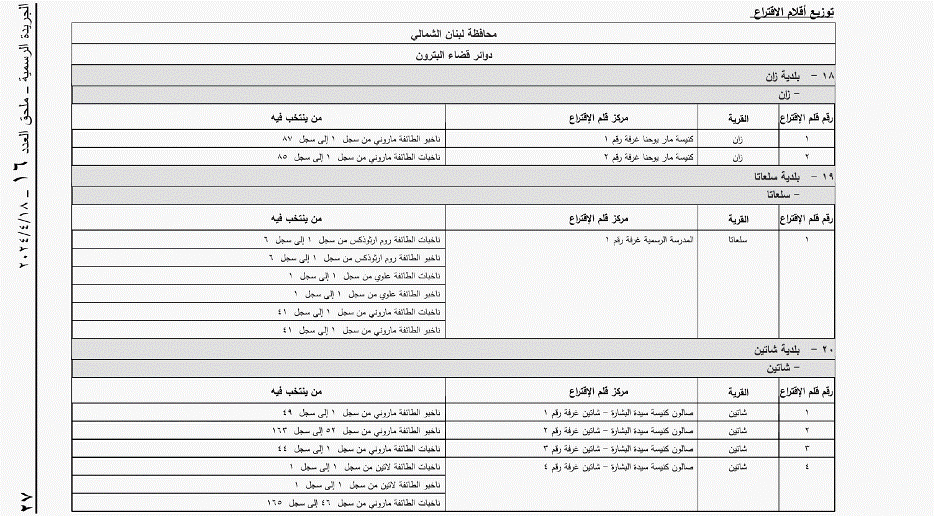 الجريدة الرسمية – ملحق العدد ١٦ – ٢٠٢٤/٤/١٨
توزيع أقلام الاقتراع
محافظة لبنان الشمالي
دوائر قضاء البترون
١٨ – بلدية زان
– زان
رقم قلم الإقتراع القرية مركز قلم الإقتراع من ينتخب فيه
١ زان كنيسة مار يوحنا غرفة رقم ١ ناخبو الطائفة ماروني من سجل ١ إلى سجل ٨٧
٢ زان كنيسة مار يوحنا غرفة رقم ٢ ناخبات الطائفة ماروني من سجل ١ إلى سجل ٨٥
١٩ – بلدية سلعاتا
– سلعاتا
رقم قلم الإقتراع القرية مركز قلم الإقتراع من ينتخب فيه
١ سلعاتا المدرسة الرسمية غرفة رقم ١ ناخبات الطائفة روم ارثوذكس من سجل ١ إلى سجل ٦
ناخبو الطائفة روم ارثوذكس من سجل ١ إلى سجل ٦
ناخبات الطائفة علوي من سجل ١ إلى سجل ١
ناخبو الطائفة علوي من سجل ١ إلى سجل ١
ناخبات الطائفة ماروني من سجل ١ إلى سجل ٤١
ناخبو الطائفة ماروني من سجل ١ إلى سجل ٤١
٢٠ – بلدية شاتين
– شاتين
رقم قلم الإقتراع القرية مركز قلم الإقتراع من ينتخب فيه
١ شاتين صالون كنيسة سيدة البشارة – شاتين غرفة رقم ١ ناخبو الطائفة ماروني من سجل ١ إلى سجل ٤٩
٢ شاتين صالون كنيسة سيدة البشارة – شاتين غرفة رقم ٢ ناخبو الطائفة ماروني من سجل ٥٢ إلى سجل ١٦٣
٣ شاتين صالون كنيسة سيدة البشارة – شاتين غرفة رقم ٣ ناخبات الطائفة ماروني من سجل ١ إلى سجل ٤٤
٤ شاتين صالون كنيسة سيدة البشارة – شاتين غرفة رقم ٤ ناخبات الطائفة لاتين من سجل ١ إلى سجل ١
ناخبو الطائفة لاتين من سجل ١ إلى سجل ١
ناخبات الطائفة ماروني من سجل ٤٦ إلى سجل ١٦٥
٢٧